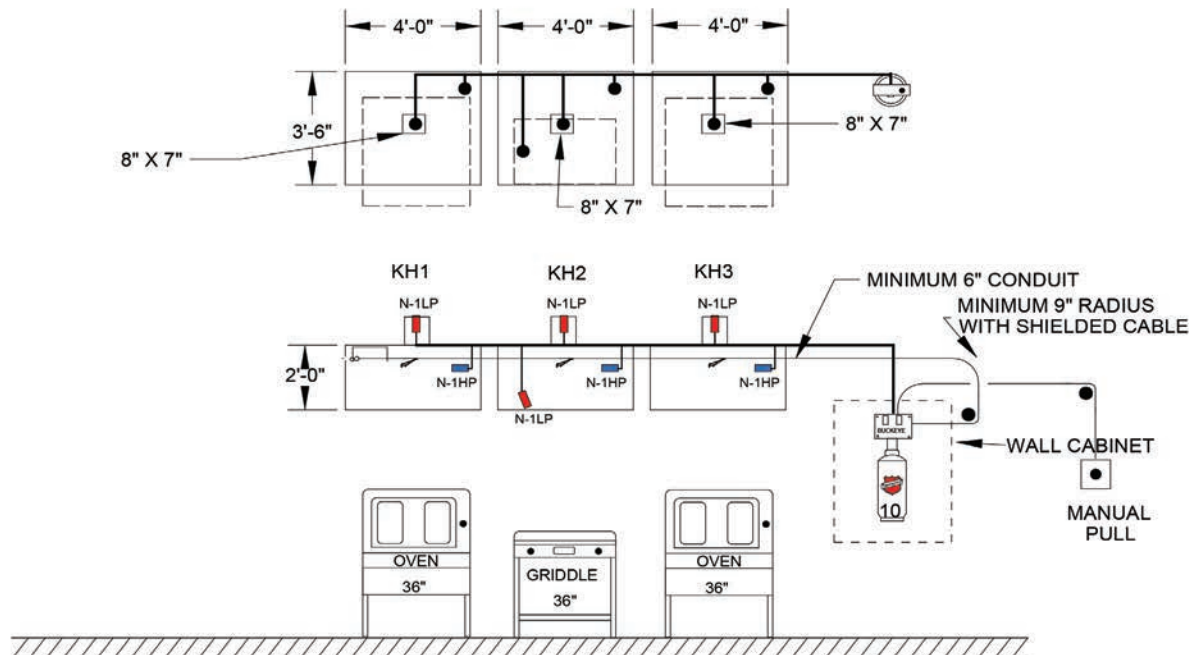 4'-0" 4'-0" 4'-0"
3'-6"
8" X 7"
8" X 7"
8" X 7"
KH1 KH2 KH3
N-1LP N-1LP N-1LP
MINIMUM 6" CONDUIT
MINIMUM 9" RADIUS
WITH SHIELDED CABLE
2'-0"
N-1HP N-1HP N-1HP
N-1LP
BUCKEYE
WALL CABINET
10
MANUAL
PULL
OVEN
36"
GRIDDLE
36"
OVEN
36"